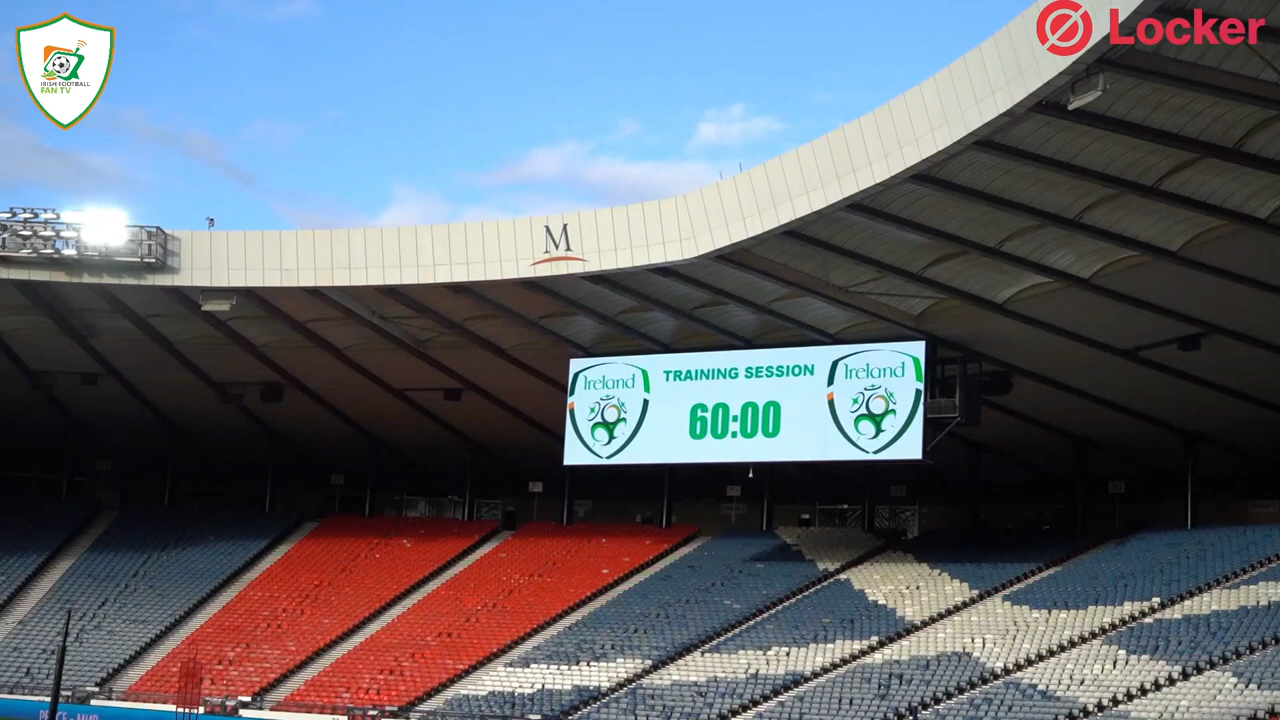 IRISH FOOTBALL
FAN TV
Locker
M
Ireland
TRAINING SESSION
60:00
Ireland